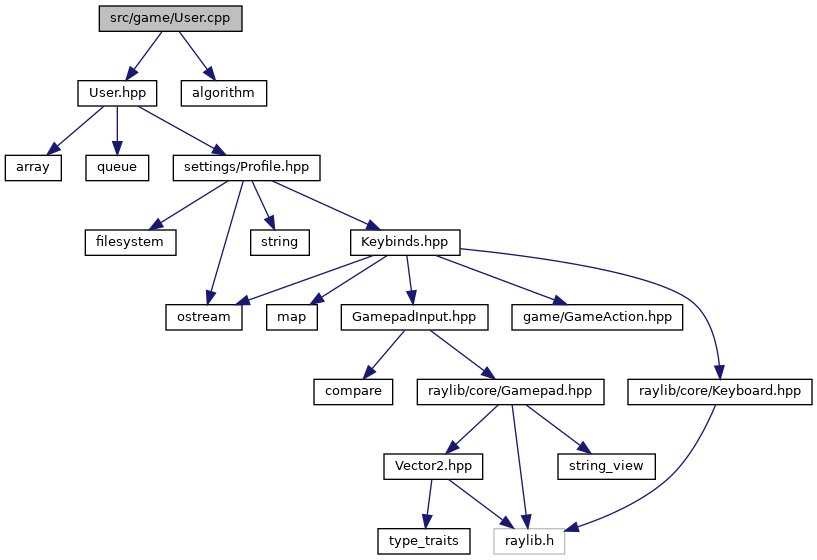 src/game/User.cpp
User.hpp
algorithm
array
queue
settings/Profile.hpp
filesystem
string
Keybinds.hpp
ostream
map
GamepadInput.hpp
game/GameAction.hpp
compare
raylib/core/Gamepad.hpp
raylib/core/Keyboard.hpp
Vector2.hpp
string_view
type_traits
raylib.h